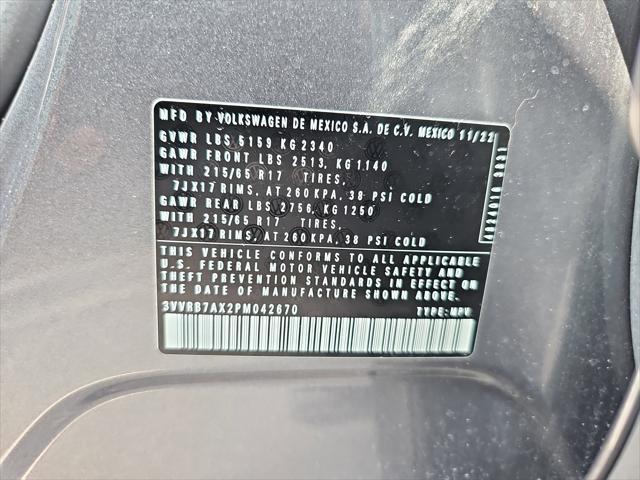 MFD BY VOLKSWAGEN DE MEXICO S.A. DE C.V. MEXICO 11/22
GVWR LBS 5159 KG 2340
GAWR FRONT LBS 2513, KG 1140
WITH 215/65 R17 TIRES,
7JX17 RIMS, AT 260 KPA, 38 PSI COLD
GAWR REAR LBS 2756, KG 1250
WITH 215/65 R17 TIRES,
7JX17 RIMS, AT 260 KPA, 38 PSI COLD
THIS VEHICLE CONFORMS TO ALL APPLICABLE
U.S. FEDERAL MOTOR VEHICLE SAFETY AND
THEFT PREVENTION STANDARDS IN EFFECT ON
THE DATE OF MANUFACTURE SHOWN ABOVE.
3VVRB7AX2PM042670 TYPE: MPV